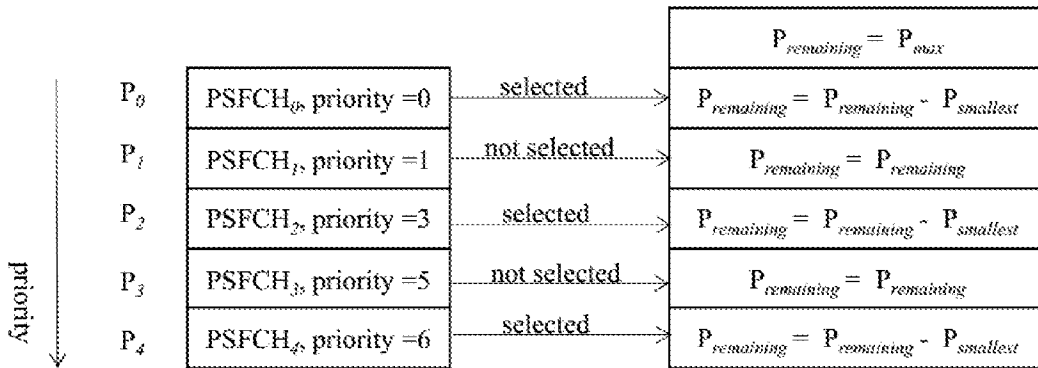 P_remaining = P_max
P_0 PSFCH_0, priority =0 selected P_remaining = P_remaining - P_smallest
P_1 PSFCH_1, priority =1 not selected P_remaining = P_remaining
P_2 PSFCH_2, priority =3 selected P_remaining = P_remaining - P_smallest
P_3 PSFCH_3, priority =5 not selected P_remaining = P_remaining
P_4 PSFCH_4, priority =6 selected P_remaining = P_remaining - P_smallest
priority